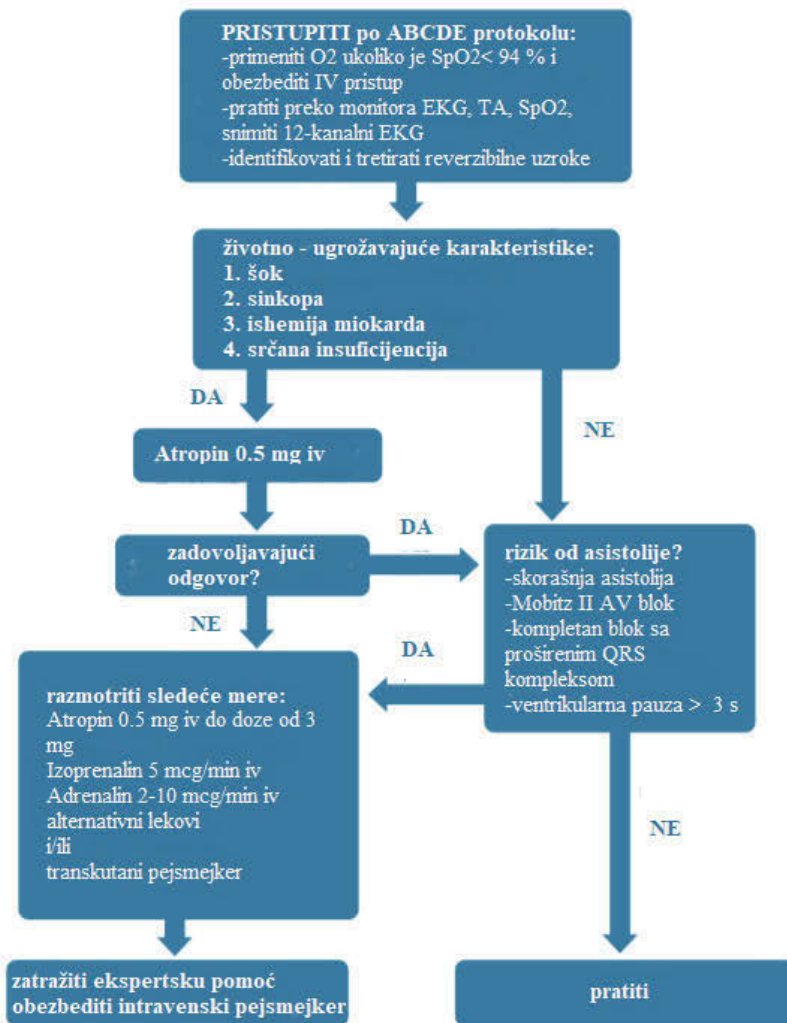 PRISTUPITI po ABCDE protokolu:
-primeniti O2 ukoliko je SpO2< 94 % i
obezbediti IV pristup
-pratiti preko monitora EKG, TA, SpO2,
snimiti 12-kanalni EKG
-identifikovati i tretirati reverzibilne uzroke
životno - ugrožavajuće karakteristike:
1. šok
2. sinkopa
3. ishemija miokarda
4. srčana insuficijencija
DA
NE
Atropin 0.5 mg iv
zadovoljavajući
odgovor?
DA
rizik od asistolije?
-skorašnja asistolija
-Mobitz II AV blok
-kompletan blok sa
proširenim QRS
kompleksom
-ventrikularna pauza > 3 s
NE
DA
razmotriti sledeće mere:
Atropin 0.5 mg iv do doze od 3
mg
Izoprenalin 5 mcg/min iv
Adrenalin 2-10 mcg/min iv
alternativni lekovi
i/ili
transkutani pejsmejker
NE
zatražiti ekspertsku pomoć
obezbediti intravenski pejsmejker
pratiti